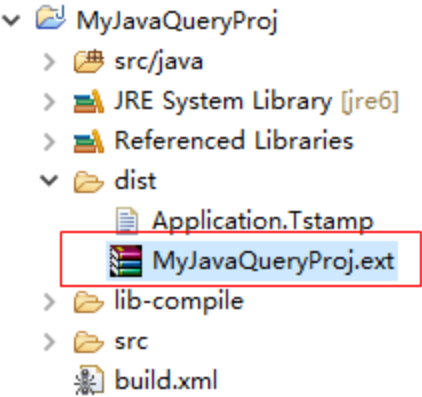 MyJavaQueryProj
src/java
JRE System Library [jre6]
Referenced Libraries
dist
Application.Tstamp
MyJavaQueryProj.ext
lib-compile
src
build.xml